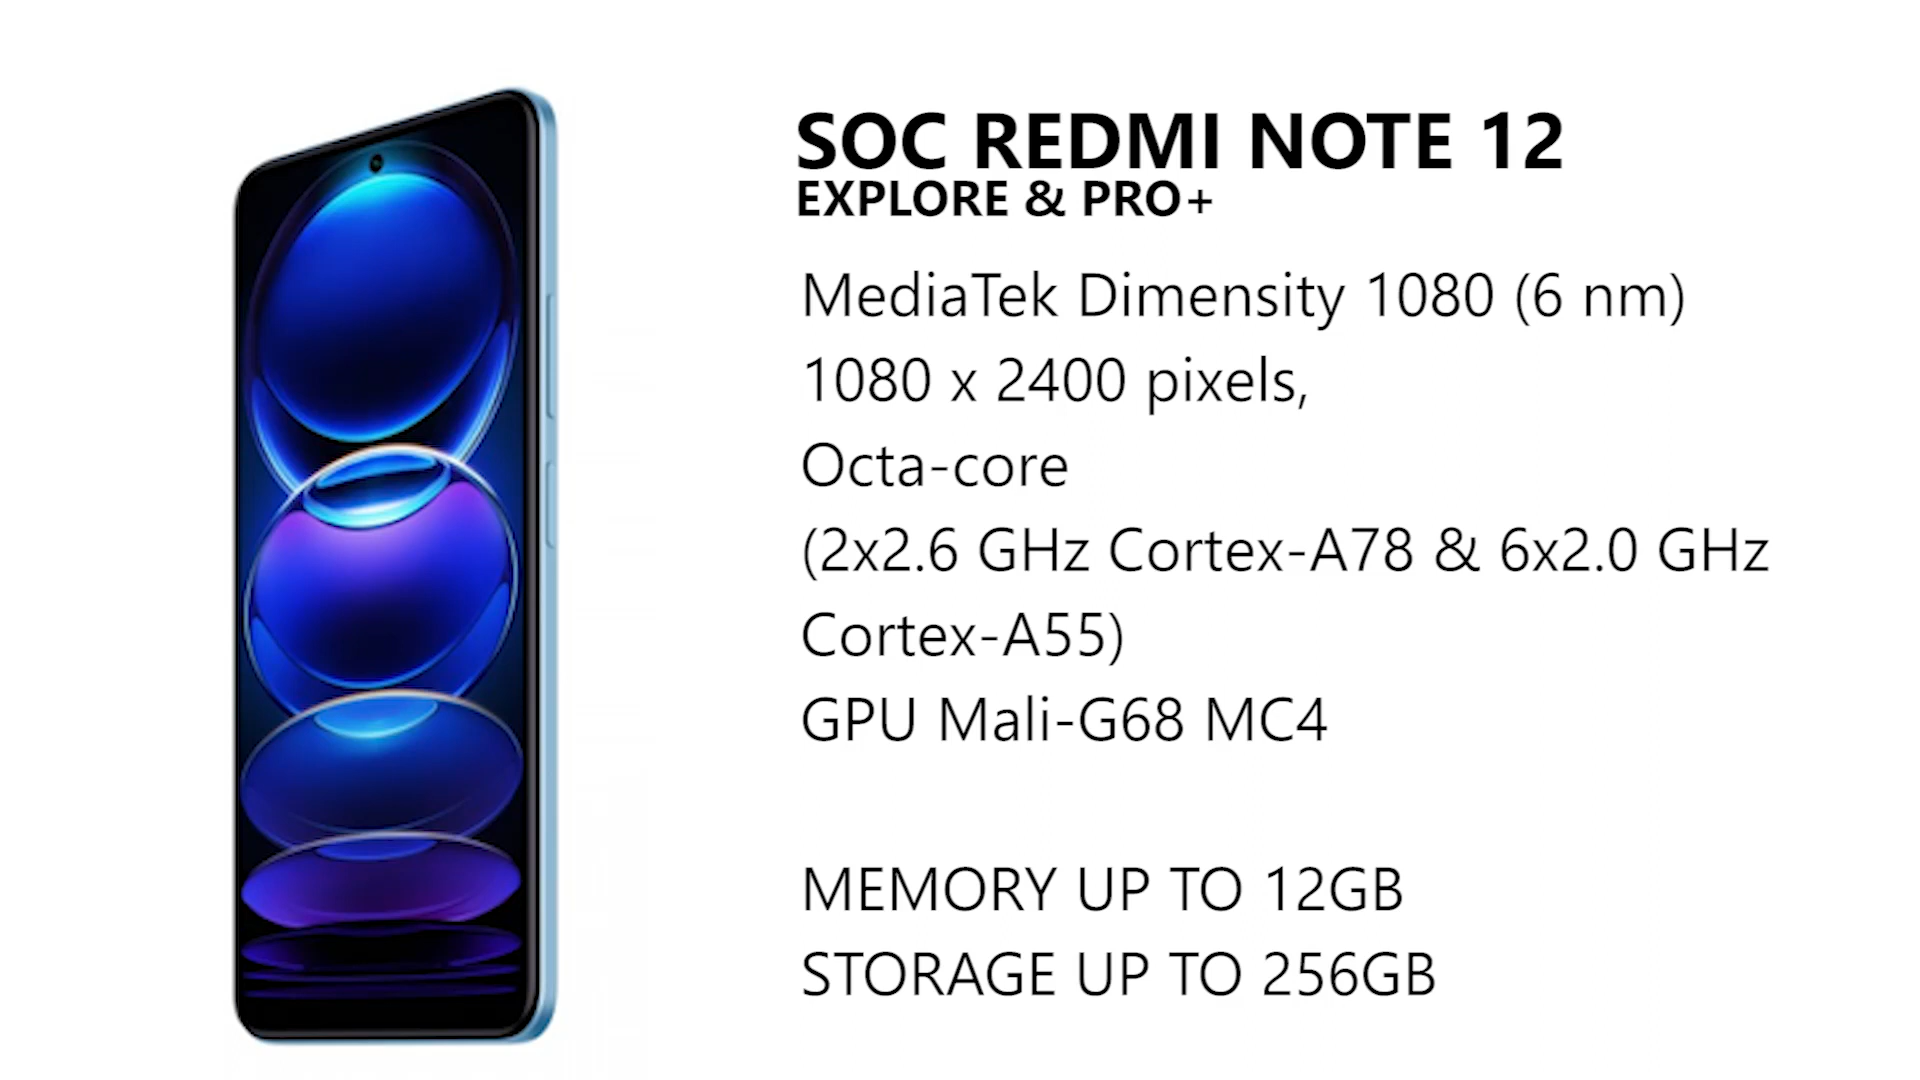 SOC REDMI NOTE 12
EXPLORE & PRO+
MediaTek Dimensity 1080 (6 nm)
1080 x 2400 pixels,
Octa-core
(2x2.6 GHz Cortex-A78 & 6x2.0 GHz
Cortex-A55)
GPU Mali-G68 MC4
MEMORY UP TO 12GB
STORAGE UP TO 256GB